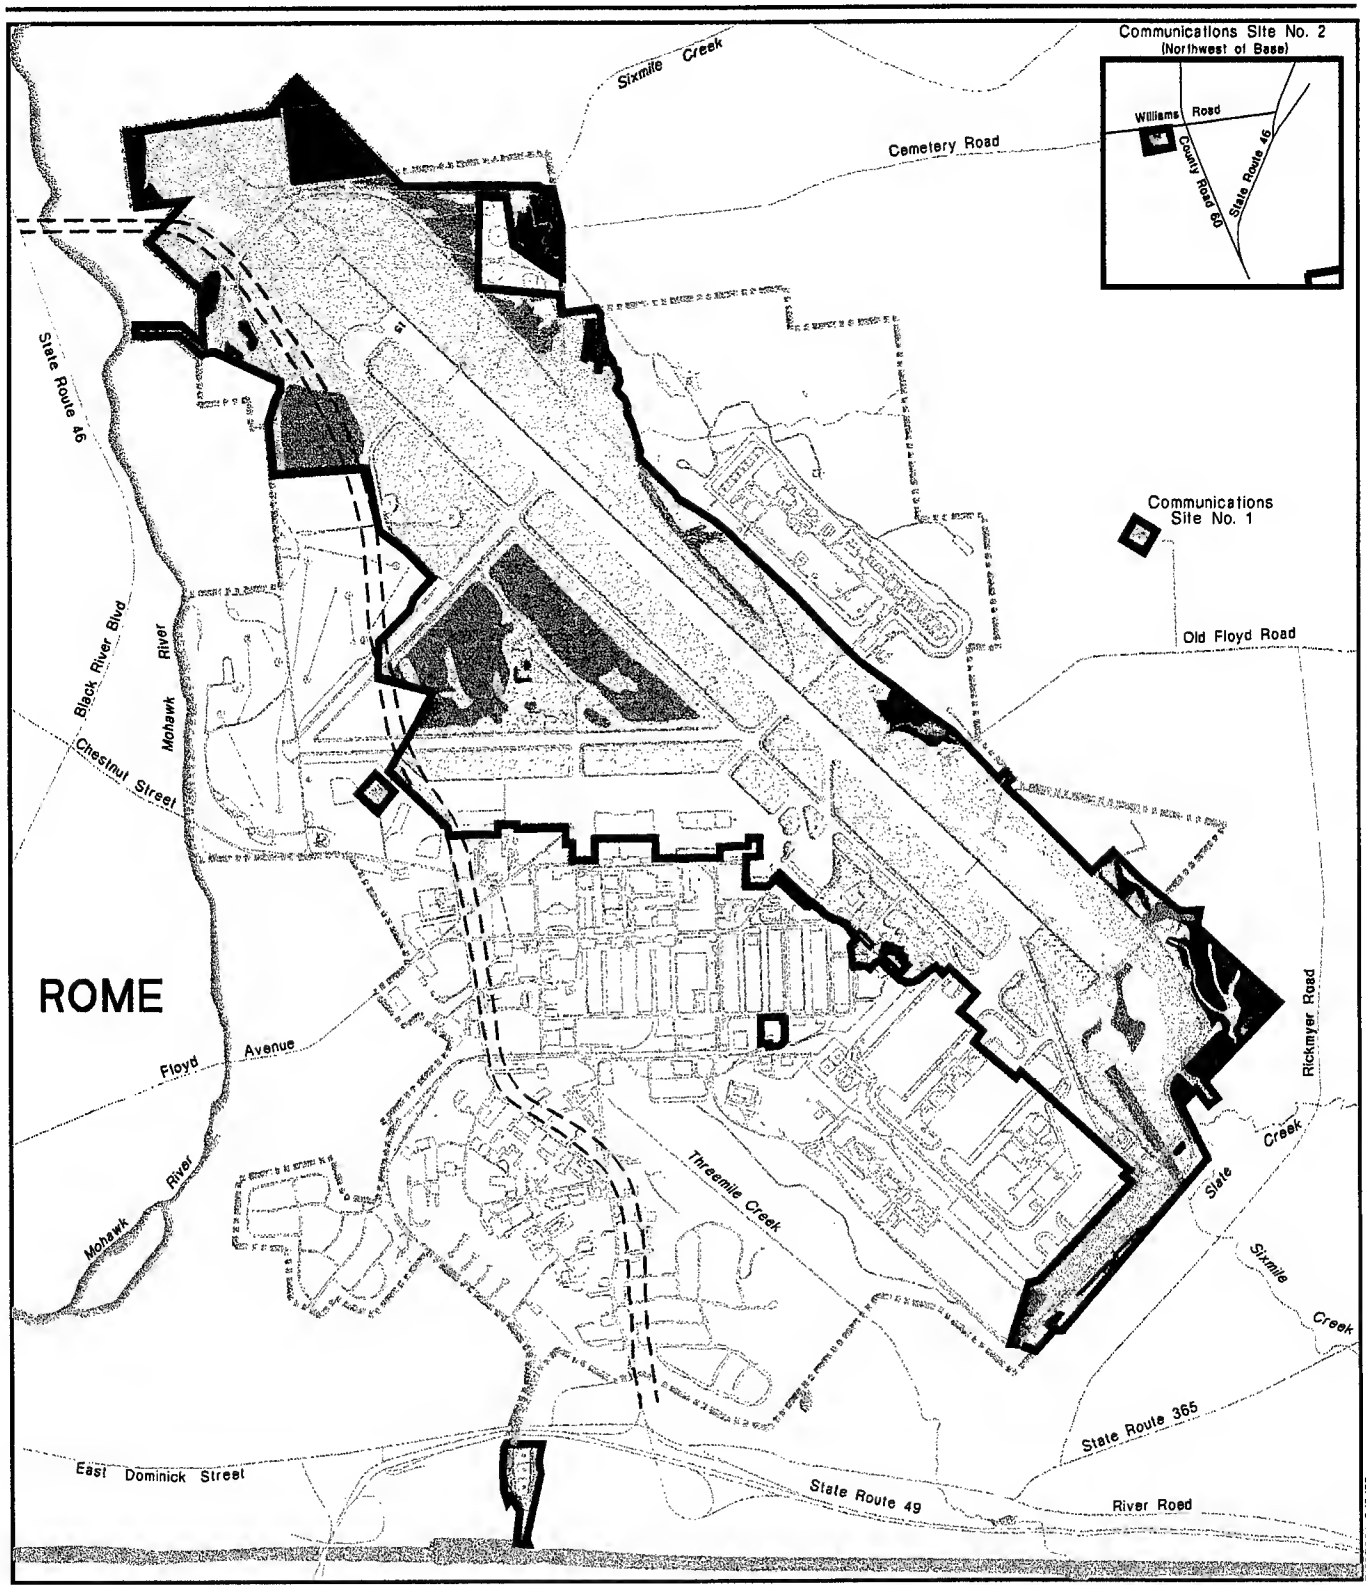 Communications Site No. 2
(Northwest of Base)
Sixmile Creek
Williams Road
Cemetery Road
County Road 60
State Route 46
State Route 46
15
Communications
Site No. 1
Old Floyd Road
Black River Blvd
Mohawk River
Chestnut Street
ROME
Rickmyer Road
Floyd Avenue
Slate Creek
Threemile Creek
Mohawk River
Sixmile Creek
State Route 365
East Dominick Street
State Route 49
River Road